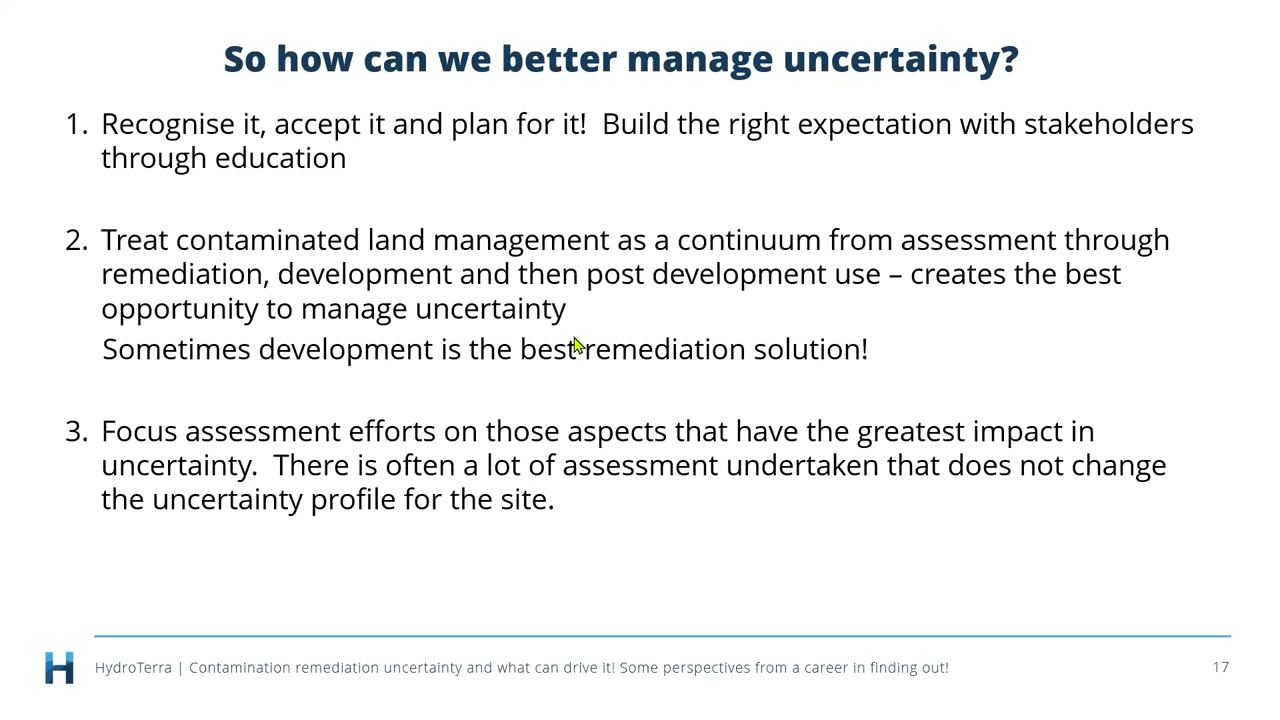 So how can we better manage uncertainty?
1. Recognise it, accept it and plan for it!  Build the right expectation with stakeholders
through education
2. Treat contaminated land management as a continuum from assessment through
remediation, development and then post development use – creates the best
opportunity to manage uncertainty
Sometimes development is the best remediation solution!
3. Focus assessment efforts on those aspects that have the greatest impact in
uncertainty.  There is often a lot of assessment undertaken that does not change
the uncertainty profile for the site.
H HydroTerra | Contamination remediation uncertainty and what can drive it! Some perspectives from a career in finding out! 17